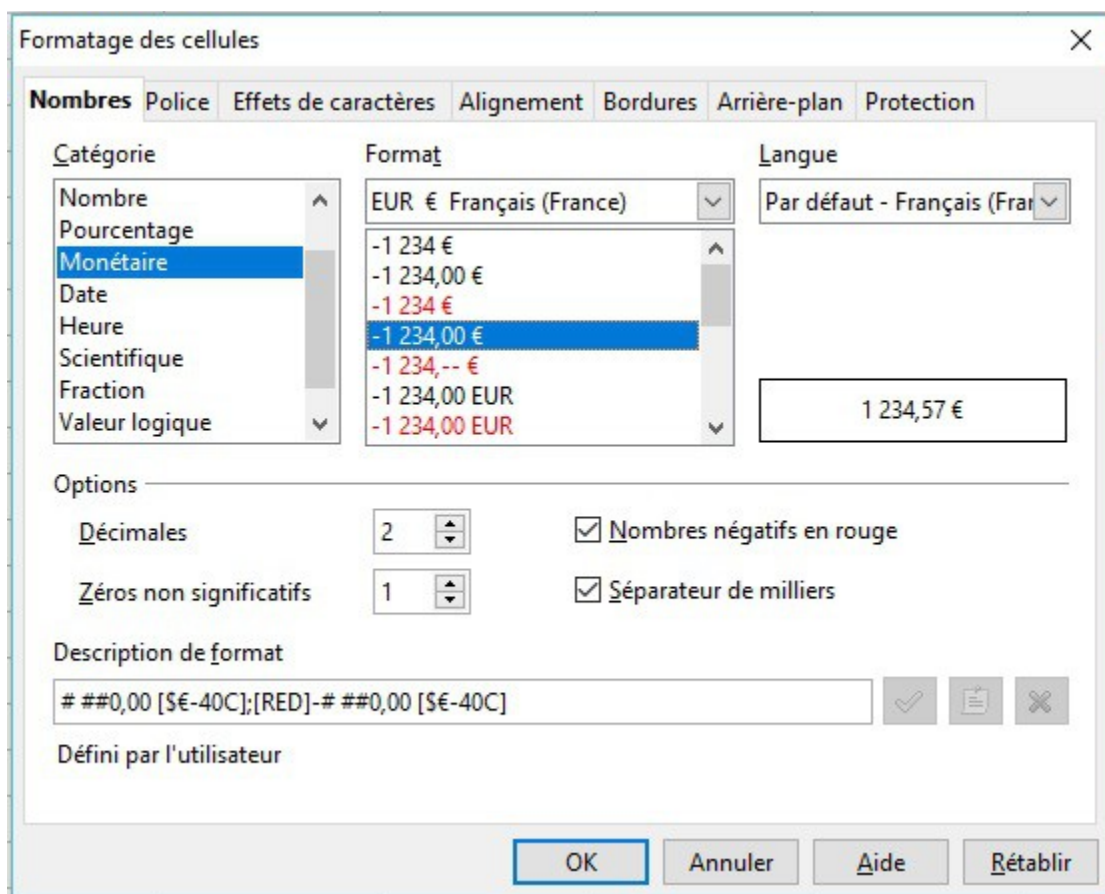 Formatage des cellules
Nombres Police Effets de caractères Alignement Bordures Arrière-plan Protection
Catégorie
Nombre
Pourcentage
Monétaire
Date
Heure
Scientifique
Fraction
Valeur logique
Format
EUR € Français (France)
-1 234 €
-1 234,00 €
-1 234 €
-1 234,00 €
-1 234,-- €
-1 234,00 EUR
-1 234,00 EUR
Langue
Par défaut - Français (Fran
1 234,57 €
Options
Décimales 2
Nombres négatifs en rouge
Zéros non significatifs 1
Séparateur de milliers
Description de format
# ##0,00 [$€-40C];[RED]-# ##0,00 [$€-40C]
Défini par l'utilisateur
OK Annuler Aide Rétablir